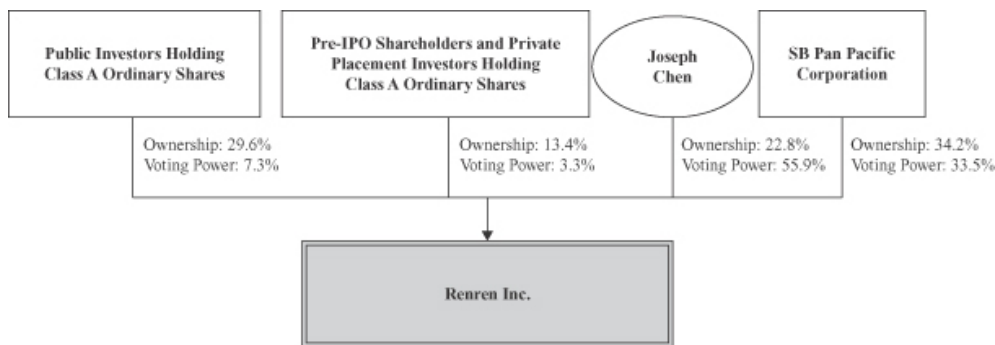 Public Investors Holding
Class A Ordinary Shares
Pre-IPO Shareholders and Private
Placement Investors Holding
Class A Ordinary Shares
Joseph
Chen
SB Pan Pacific
Corporation
Ownership: 29.6%
Voting Power: 7.3%
Ownership: 13.4%
Voting Power: 3.3%
Ownership: 22.8%
Voting Power: 55.9%
Ownership: 34.2%
Voting Power: 33.5%
Renren Inc.